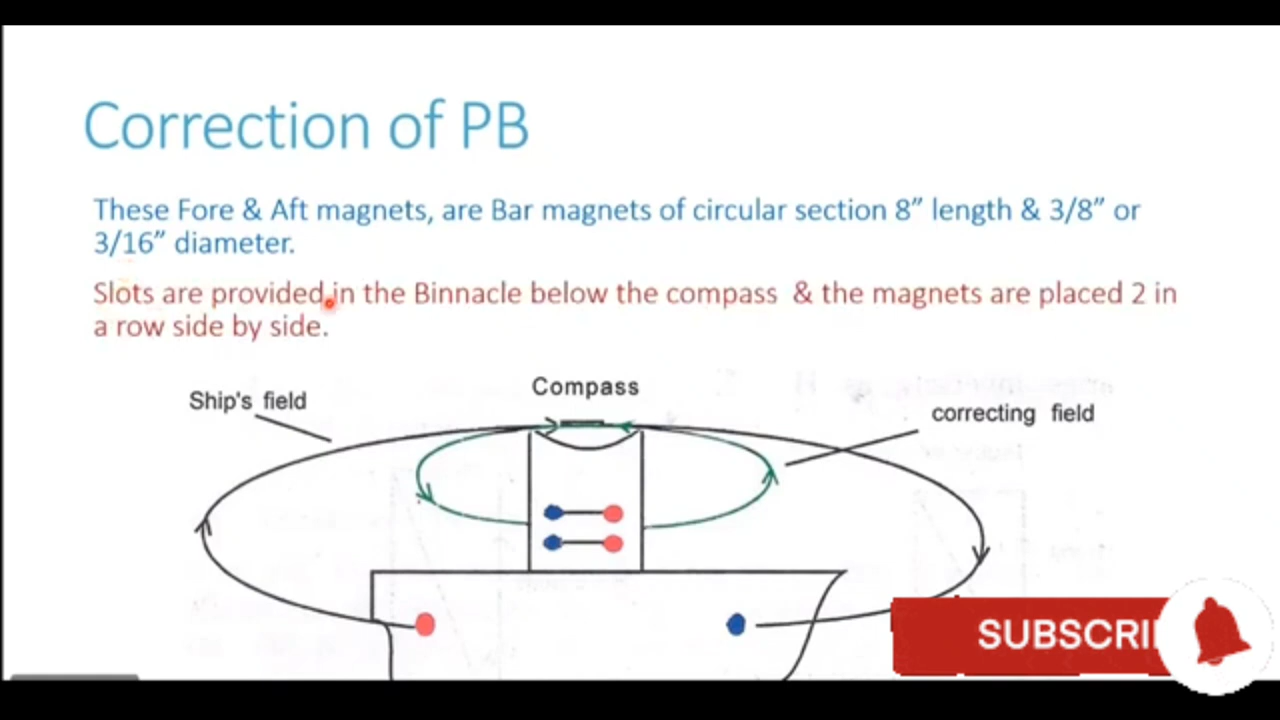 Correction of PB
These Fore & Aft magnets, are Bar magnets of circular section 8” length & 3/8” or
3/16” diameter.
Slots are provided in the Binnacle below the compass & the magnets are placed 2 in
a row side by side.
Compass
Ship's field
correcting field
SUBSCRI